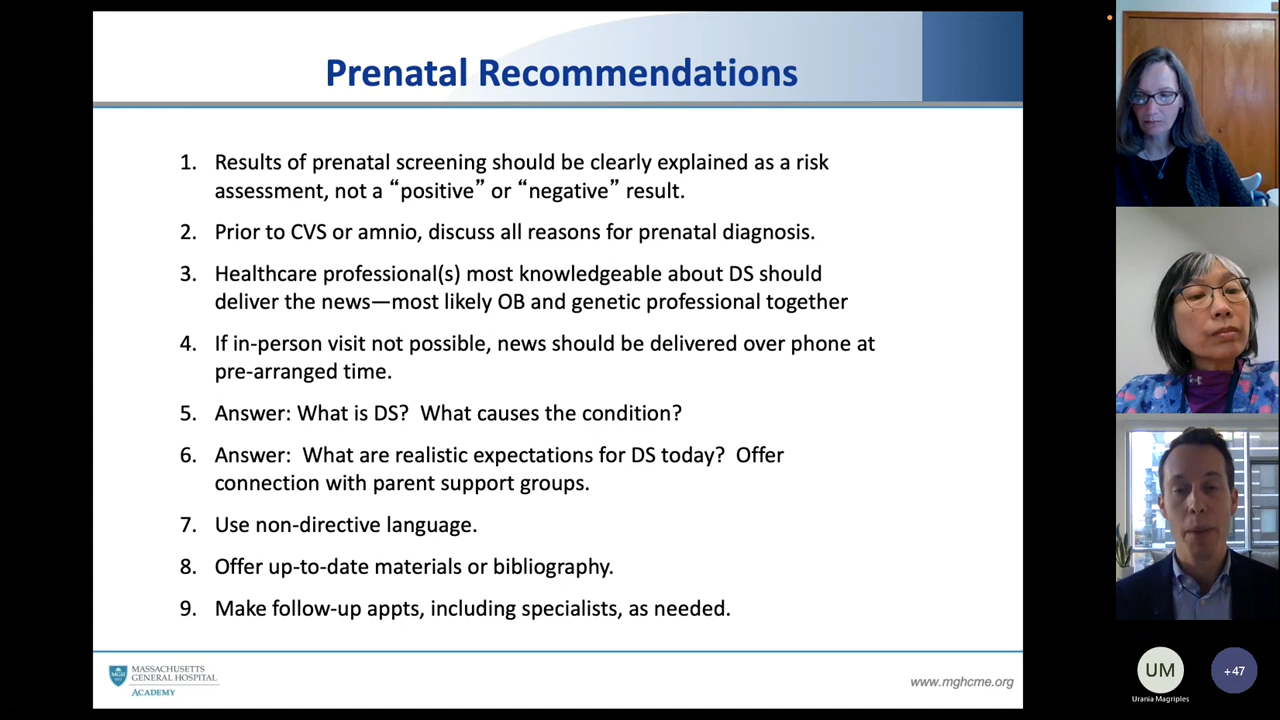 Prenatal Recommendations
1. Results of prenatal screening should be clearly explained as a risk
assessment, not a “positive” or “negative” result.
2. Prior to CVS or amnio, discuss all reasons for prenatal diagnosis.
3. Healthcare professional(s) most knowledgeable about DS should
deliver the news—most likely OB and genetic professional together
4. If in-person visit not possible, news should be delivered over phone at
pre-arranged time.
5. Answer: What is DS?  What causes the condition?
6. Answer:  What are realistic expectations for DS today?  Offer
connection with parent support groups.
7. Use non-directive language.
8. Offer up-to-date materials or bibliography.
9. Make follow-up appts, including specialists, as needed.
MGH
MASSACHUSETTS
GENERAL HOSPITAL
ACADEMY
www.mghcme.org
UM
Urania Magriples
+47